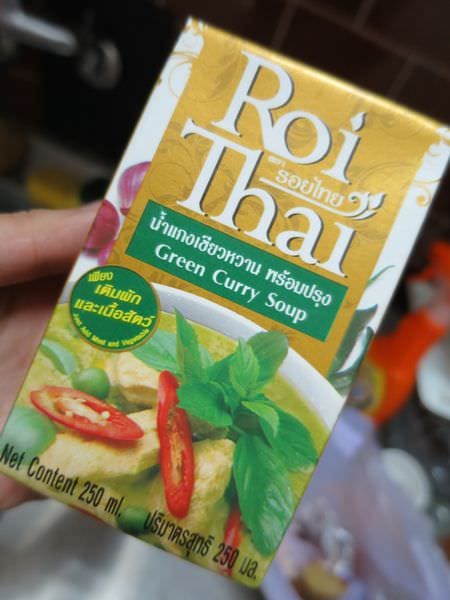 Roi
ตรา รอยไทย
Thai
น้ำแกงเขียวหวาน พร้อมปรุง
Green Curry Soup
เพียง
เติมผัก
และเนื้อสัตว์
Just Add Meat and Vegetable
Net Content 250 ml.
ปริมาตรสุทธิ 250 มล.